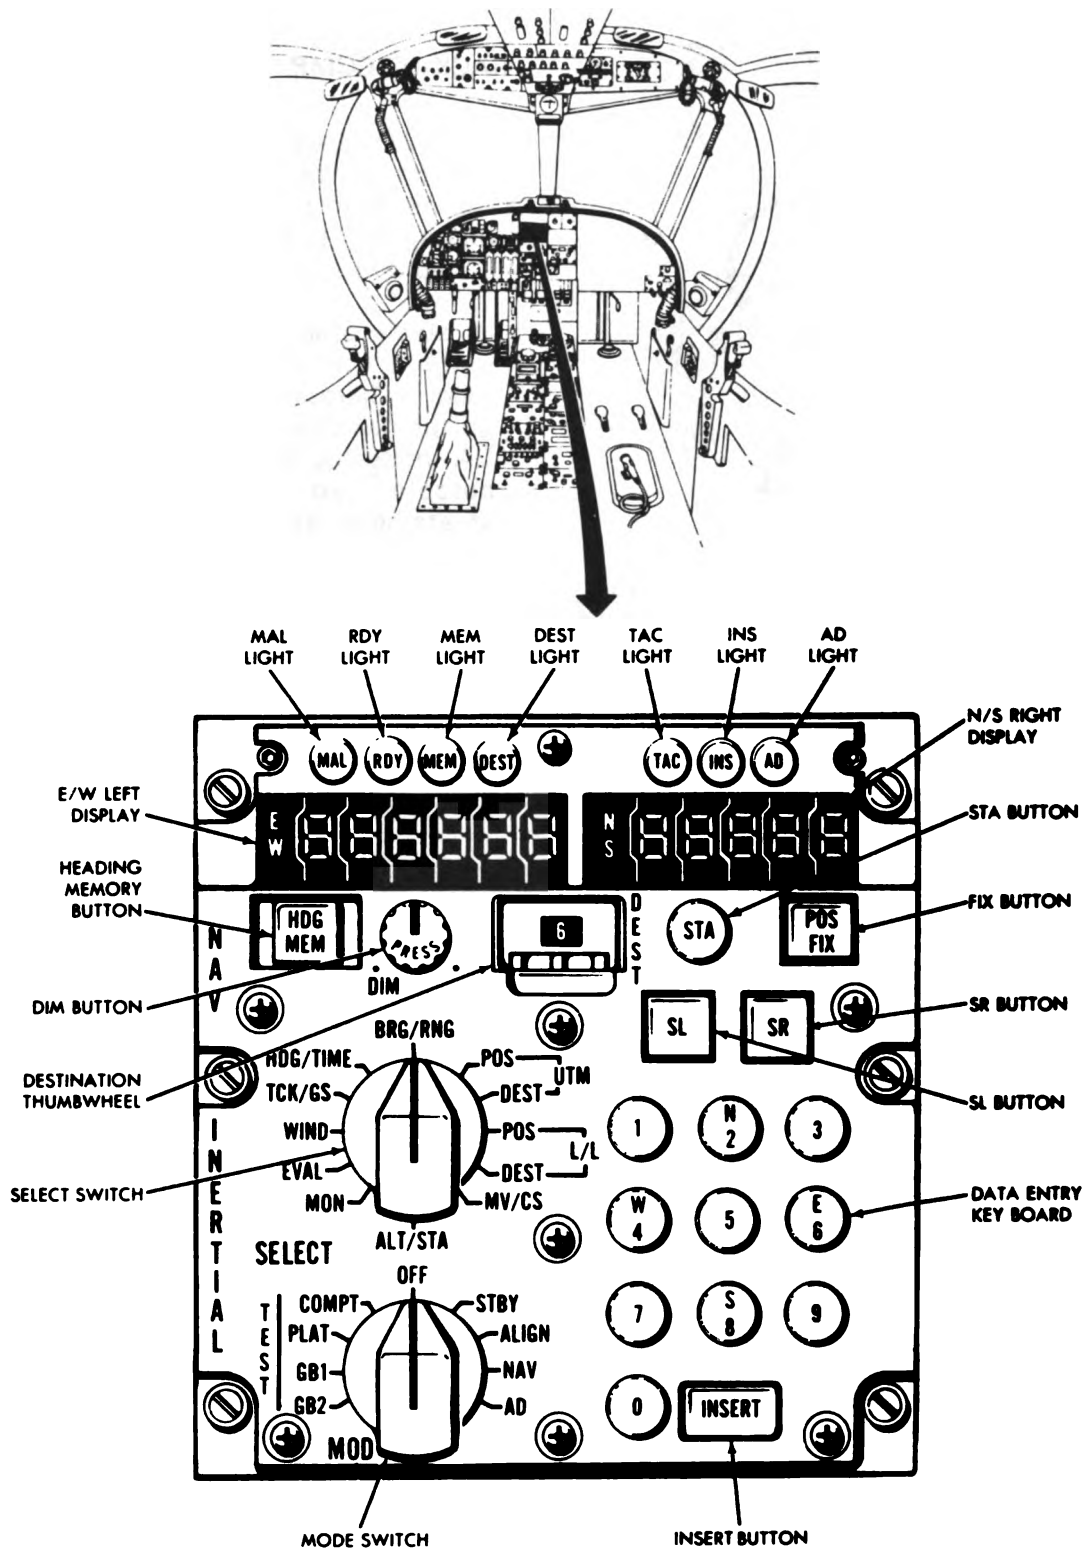 MAL
LIGHT
RDY
LIGHT
MEM
LIGHT
DEST
LIGHT
TAC
LIGHT
INS
LIGHT
AD
LIGHT
N/S RIGHT
DISPLAY
MAL
RDY
MEM
DEST
TAC
INS
AD
E/W LEFT
DISPLAY
E
W
N
S
STA BUTTON
HEADING
MEMORY
BUTTON
HDG
MEM
PRESS
DIM
6
DEST
STA
POS
FIX
FIX BUTTON
NAV
DIM BUTTON
SL
SR
SR BUTTON
BRG/RNG
HDG/TIME
POS
UTM
DESTINATION
THUMBWHEEL
TCK/GS
DEST
SL BUTTON
WIND
POS
L/L
EVAL
DEST
SELECT SWITCH
MON
MV/CS
ALT/STA
SELECT
1
N
2
3
W
4
5
E
6
DATA ENTRY
KEY BOARD
INERTIAL
OFF
COMPT
STBY
7
S
8
9
TEST
PLAT
ALIGN
GB1
NAV
GB2
AD
0
INSERT
MOD
MODE SWITCH
INSERT BUTTON